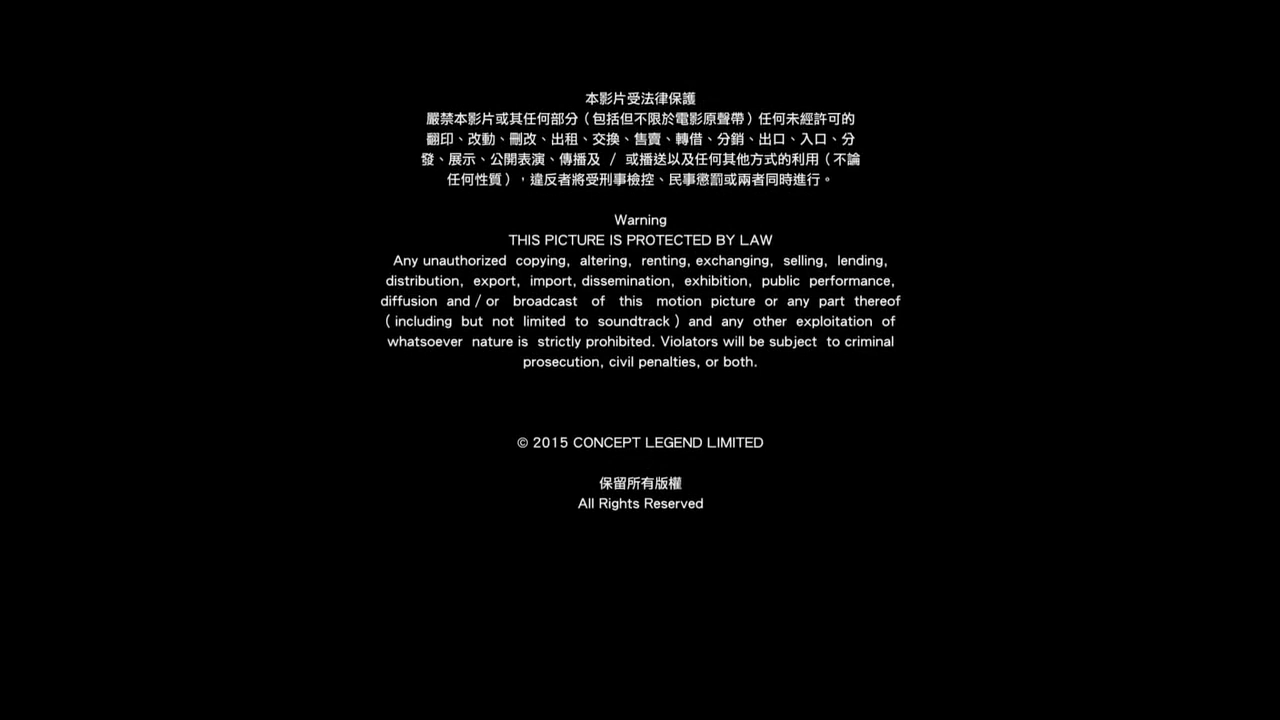 本影片受法律保護
嚴禁本影片或其任何部分（包括但不限於電影原聲帶）任何未經許可的
翻印、改動、刪改、出租、交換、售賣、轉借、分銷、出口、入口、分
發、展示、公開表演、傳播及 / 或播送以及任何其他方式的利用（不論
任何性質），違反者將受刑事檢控、民事懲罰或兩者同時進行。
Warning
THIS PICTURE IS PROTECTED BY LAW
Any unauthorized copying, altering, renting, exchanging, selling, lending,
distribution, export, import, dissemination, exhibition, public performance,
diffusion and / or broadcast of this motion picture or any part thereof
( including but not limited to soundtrack ) and any other exploitation of
whatsoever nature is strictly prohibited. Violators will be subject to criminal
prosecution, civil penalties, or both.
© 2015 CONCEPT LEGEND LIMITED
保留所有版權
All Rights Reserved